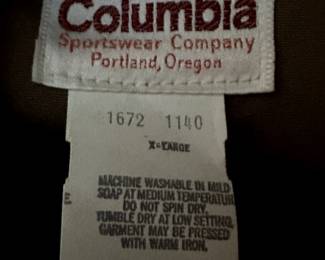 Columbia
Sportswear Company
Portland, Oregon
1672 1140
X-LARGE
MACHINE WASHABLE IN MILD
SOAP AT MEDIUM TEMPERATUR
DO NOT SPIN DRY.
E
TUMBLE DRY AT LOW SETTING.
GARMENT MAY BE PRESSED
WITH WARM IRON.